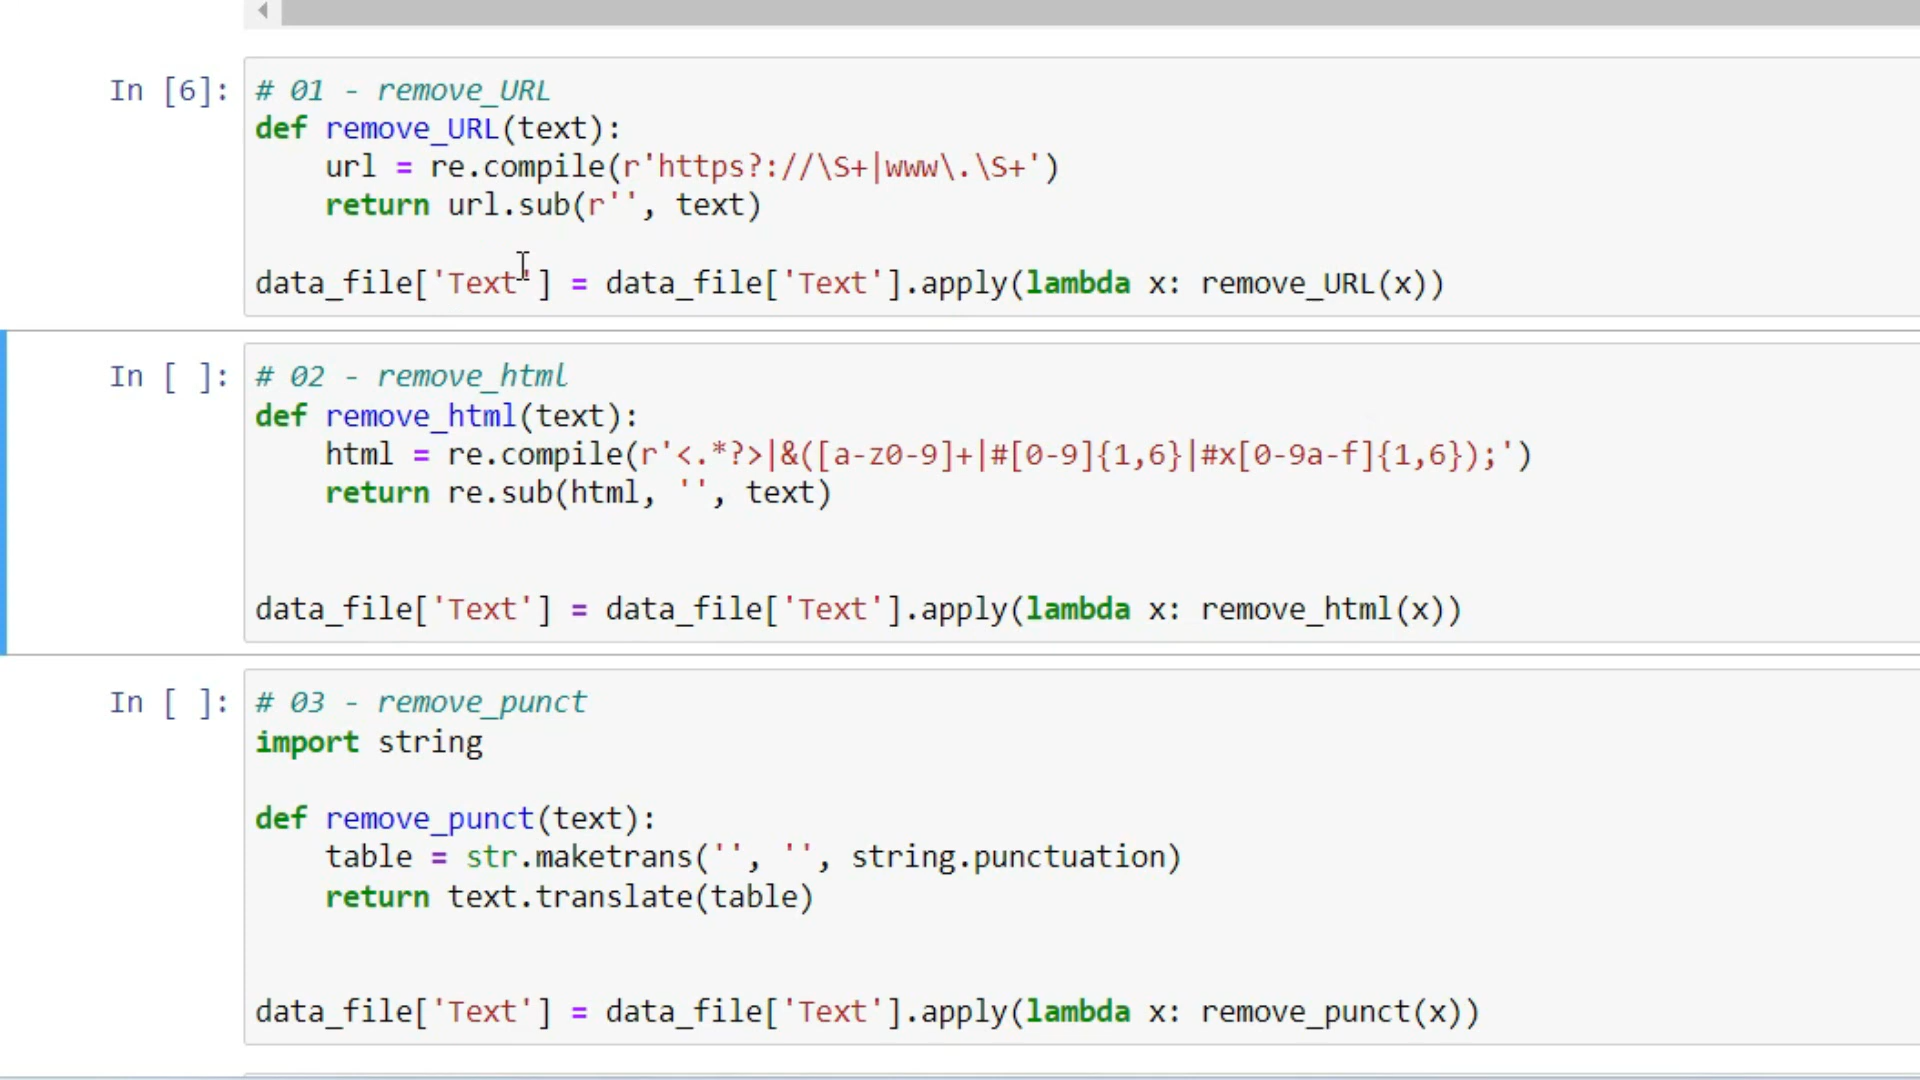 In [6]: # 01 - remove_URL
def remove_URL(text):
    url = re.compile(r'https?://\S+|www\.\S+')
    return url.sub(r'', text)
data_file['Text'] = data_file['Text'].apply(lambda x: remove_URL(x))
In [ ]: # 02 - remove_html
def remove_html(text):
    html = re.compile(r'<.*?>|&([a-z0-9]+|#[0-9]{1,6}|#x[0-9a-f]{1,6});')
    return re.sub(html, '', text)
data_file['Text'] = data_file['Text'].apply(lambda x: remove_html(x))
In [ ]: # 03 - remove_punct
import string
def remove_punct(text):
    table = str.maketrans('', '', string.punctuation)
    return text.translate(table)
data_file['Text'] = data_file['Text'].apply(lambda x: remove_punct(x))